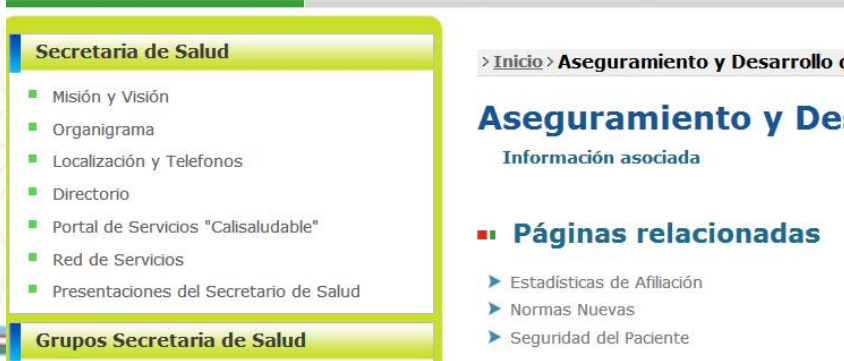 Secretaria de Salud
Misión y Visión
Organigrama
Localización y Telefonos
Directorio
Portal de Servicios "Calisaludable"
Red de Servicios
Presentaciones del Secretario de Salud
Grupos Secretaria de Salud
> Inicio > Aseguramiento y Desarrollo
Aseguramiento y
Información asociada
Páginas relacionadas
Estadísticas de Afiliación
Normas Nuevas
Seguridad del Paciente